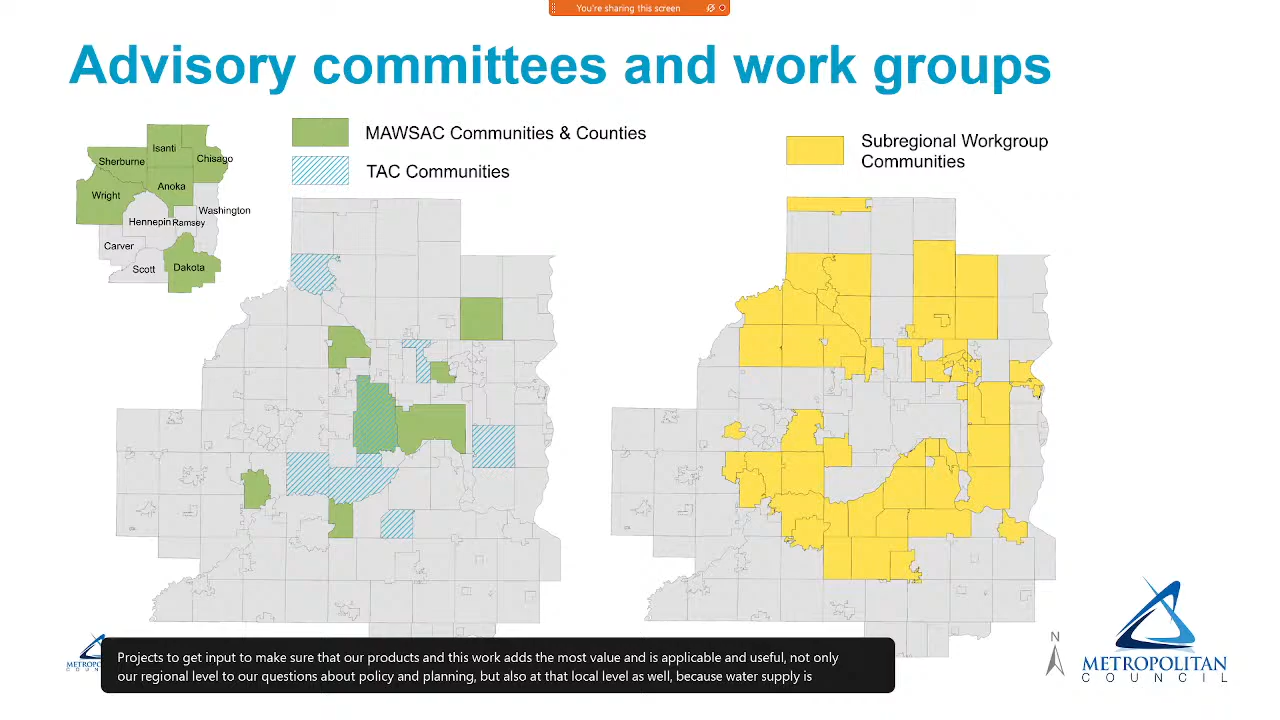 You're sharing this screen
Advisory committees and work groups
MAWSAC Communities & Counties
TAC Communities
Subregional Workgroup
Communities
Isanti
Sherburne
Chisago
Wright
Anoka
Washington
Hennepin
Ramsey
Carver
Scott
Dakota
N
METROPOLITAN
COUNCIL
Projects to get input to make sure that our products and this work adds the most value and is applicable and useful, not only
our regional level to our questions about policy and planning, but also at that local level as well, because water supply is